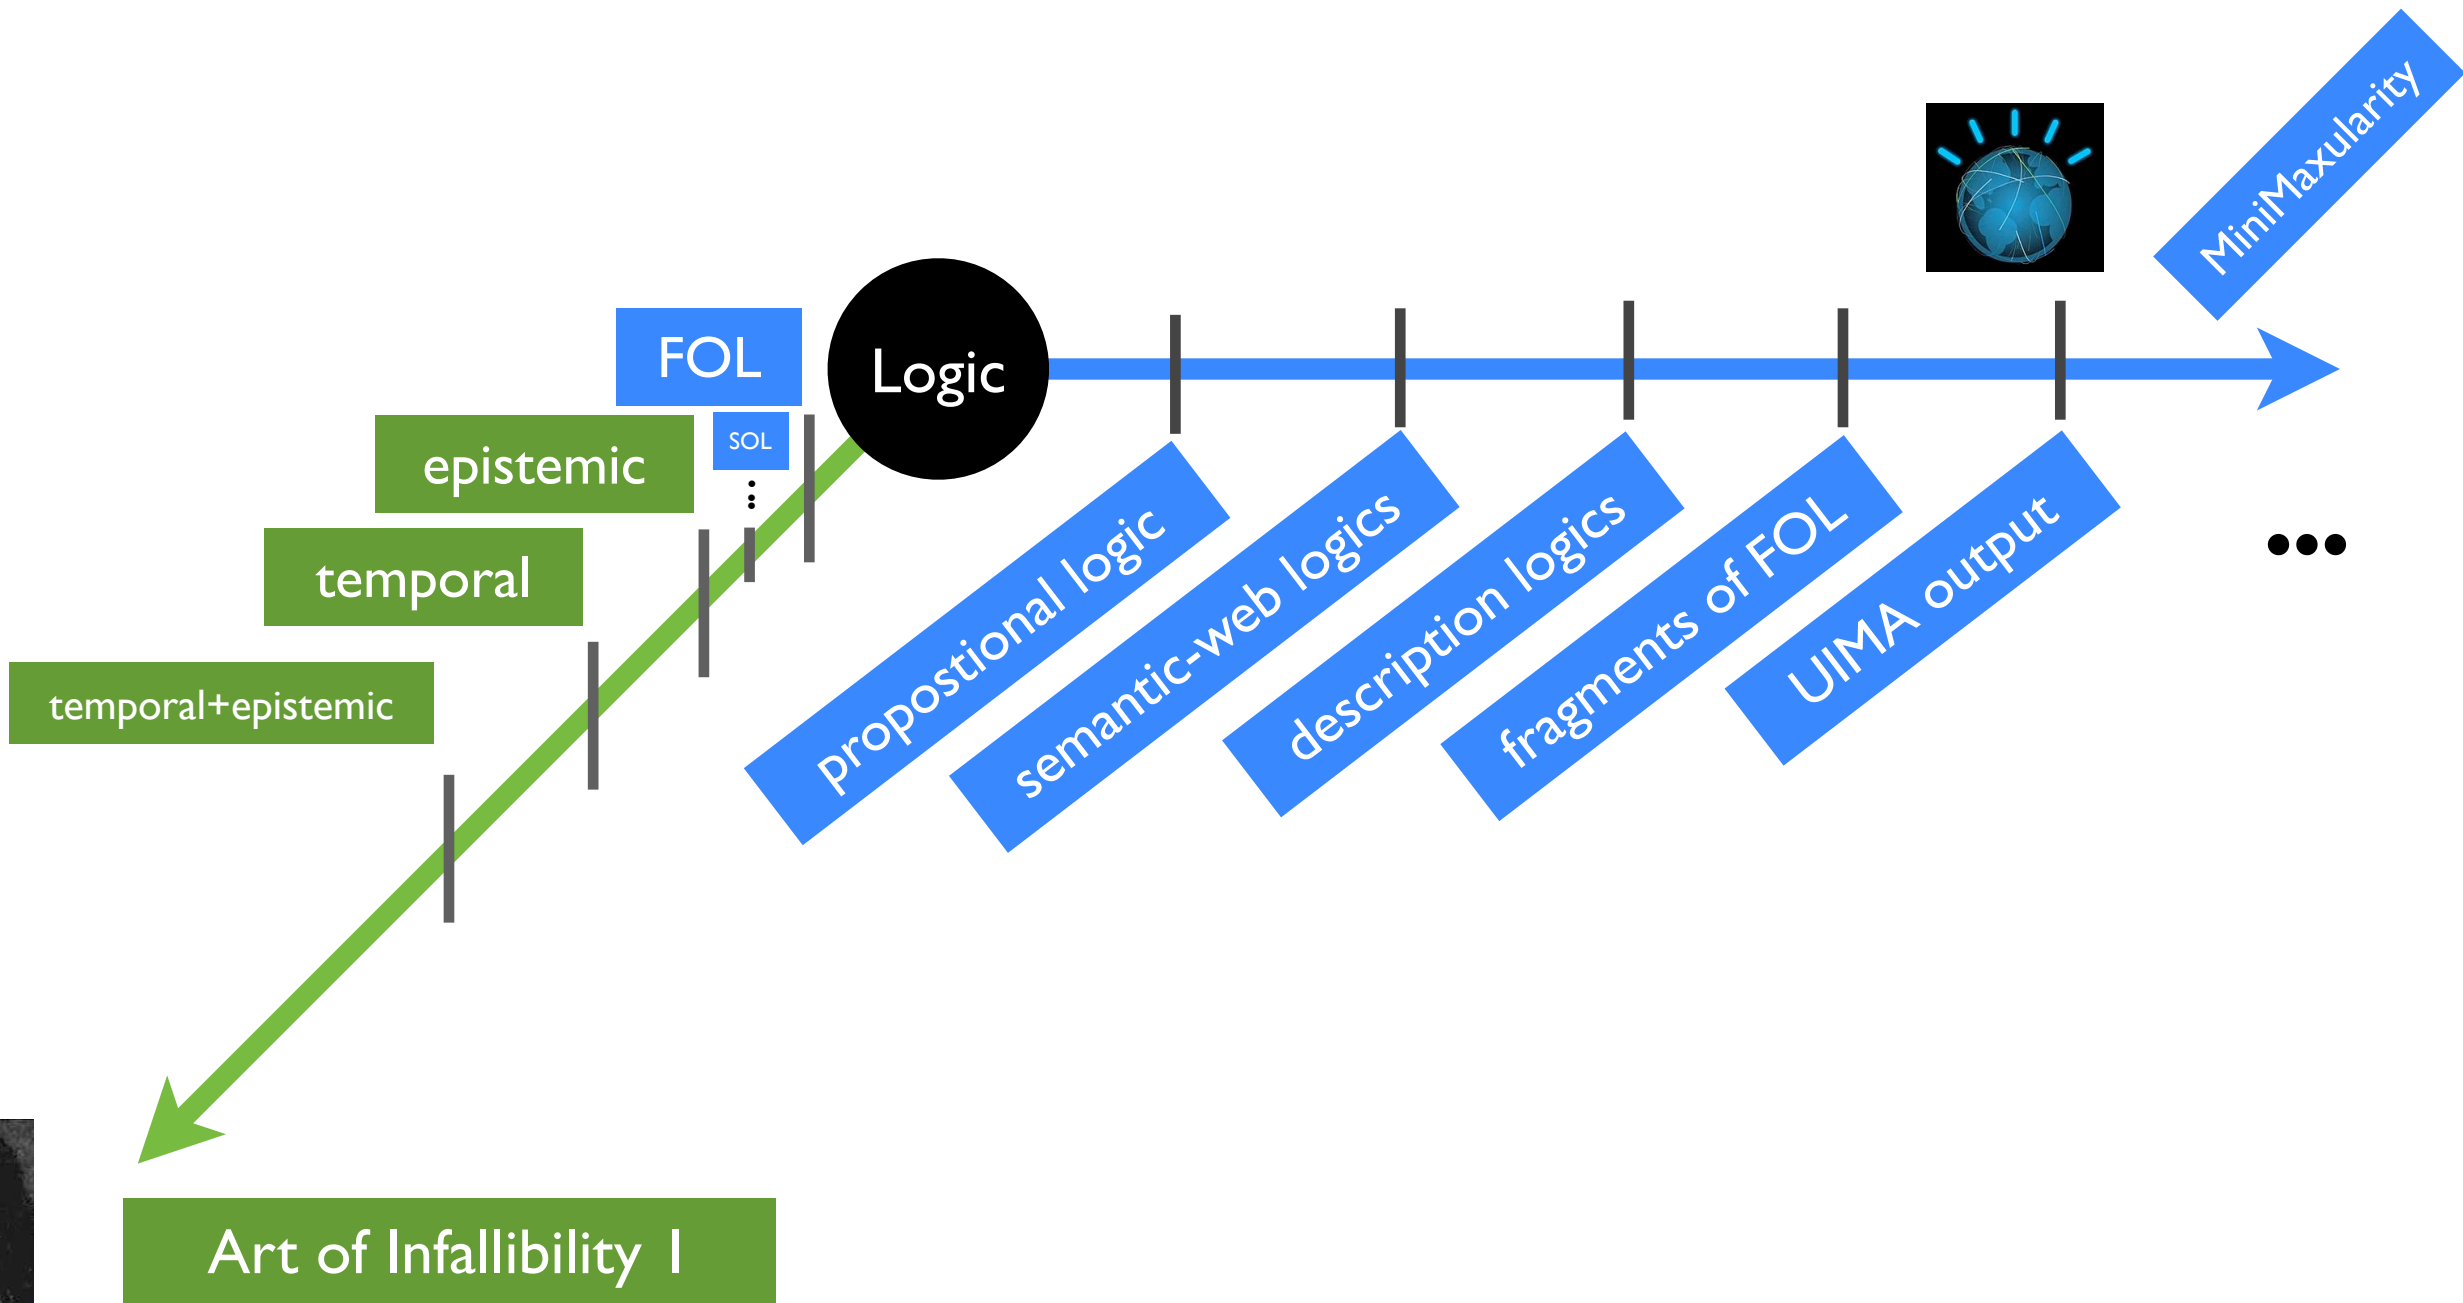 MiniMaxularity
FOL
Logic
SOL
epistemic
temporal
temporal+epistemic
propostional logic
semantic-web logics
description logics
fragments of FOL
UIMA output
...
Art of Infallibility I